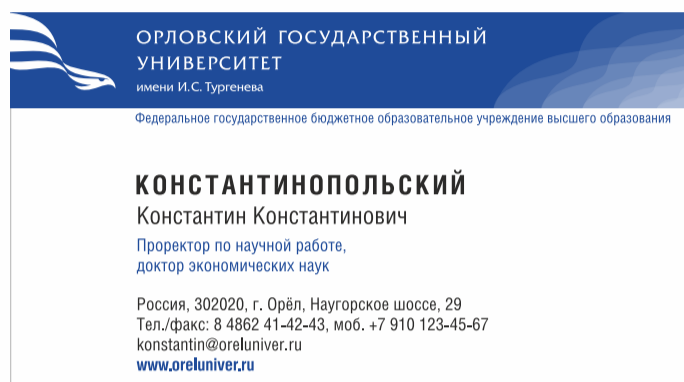 ОРЛОВСКИЙ ГОСУДАРСТВЕННЫЙ
УНИВЕРСИТЕТ
имени И.С. Тургенева
Федеральное государственное бюджетное образовательное учреждение высшего образования
КОНСТАНТИНОПОЛЬСКИЙ
Константин Константинович
Проректор по научной работе,
доктор экономических наук
Россия, 302020, г. Орёл, Наугорское шоссе, 29
Тел./факс: 8 4862 41-42-43, моб. +7 910 123-45-67
konstantin@oreluniver.ru
www.oreluniver.ru